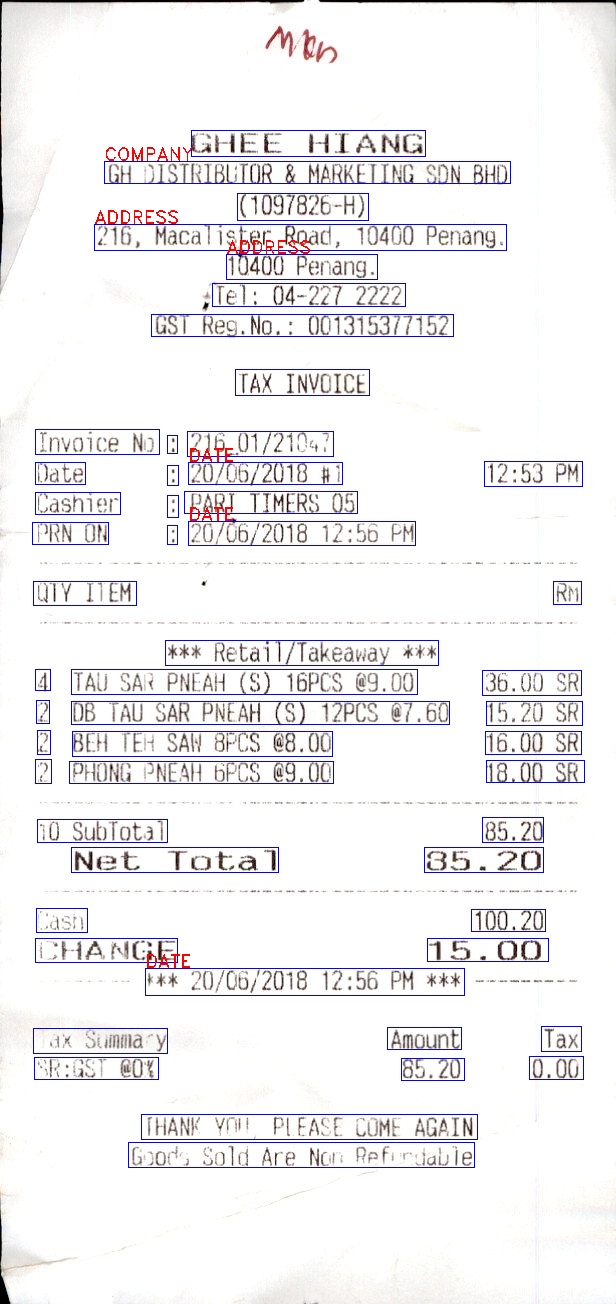 GHEE HIANG
COMPANY
GH DISTRIBUTOR & MARKETING SDN BHD
(1097826-H)
ADDRESS
216, Macalister Road, 10400 Penang.
ADDRESS
10400 Penang.
Tel: 04-227 2222
GST Reg.No.: 001315377152
TAX INVOICE
Invoice No : 216 01/21047
DATE
Date : 20/06/2018 #1 12:53 PM
Cashier : PART TIMERS 05
DATE
PRN ON : 20/06/2018 12:56 PM
QTY ITEM RM
*** Retail/Takeaway ***
4 TAU SAR PNEAH (S) 16PCS @9.00 36.00 SR
2 DB TAU SAR PNEAH (S) 12PCS @7.60 15.20 SR
2 BEH TEH SAW 8PCS @8.00 16.00 SR
2 PHONG PNEAH 6PCS @9.00 18.00 SR
10 SubTotal 85.20
Net Total 85.20
Cash 100.20
CHANGE 15.00
DATE
*** 20/06/2018 12:56 PM ***
Tax Summary Amount Tax
SR:GST @0% 85.20 0.00
THANK YOU, PLEASE COME AGAIN
Goods Sold Are Non Refundable